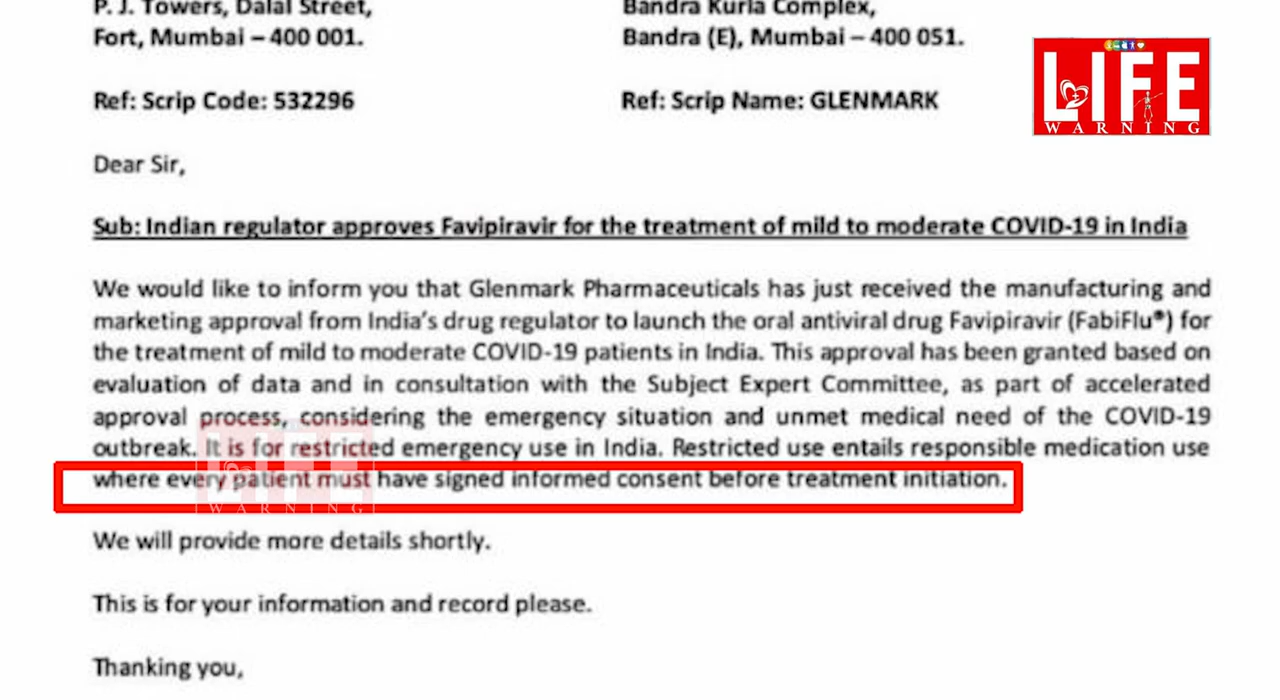 P. J. Towers, Dalal Street,
Bandra Kurla Complex,
Fort, Mumbai – 400 001.
Bandra (E), Mumbai – 400 051.
LIFE
WARNING
Ref: Scrip Code: 532296
Ref: Scrip Name: GLENMARK
Dear Sir,
Sub: Indian regulator approves Favipiravir for the treatment of mild to moderate COVID-19 in India
We would like to inform you that Glenmark Pharmaceuticals has just received the manufacturing and
marketing approval from India's drug regulator to launch the oral antiviral drug Favipiravir (FabiFlu®) for
the treatment of mild to moderate COVID-19 patients in India. This approval has been granted based on
evaluation of data and in consultation with the Subject Expert Committee, as part of accelerated
approval process, considering the emergency situation and unmet medical need of the COVID-19
outbreak. It is for restricted emergency use in India. Restricted use entails responsible medication use
where every patient must have signed informed consent before treatment initiation.
LIFE
WARNING
We will provide more details shortly.
This is for your information and record please.
Thanking you,